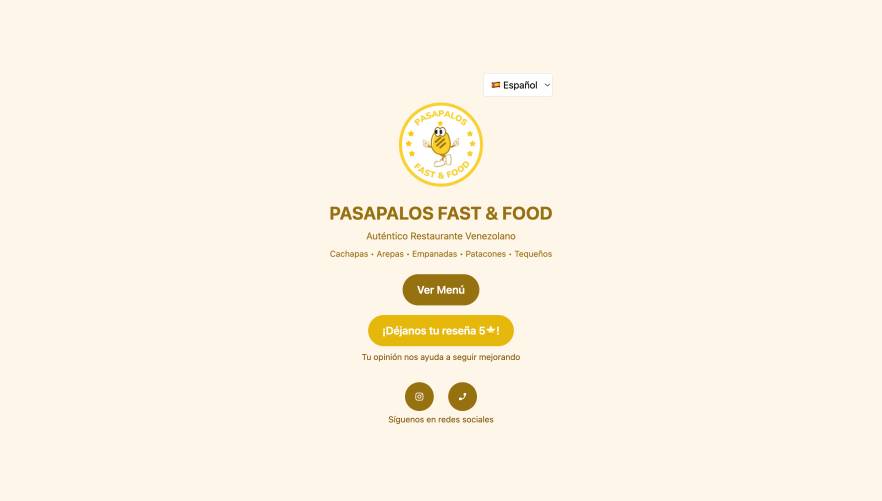 🇪🇸 Español
PASAPALOS
FAST & FOOD
PASAPALOS FAST & FOOD
Auténtico Restaurante Venezolano
Cachapas • Arepas • Empanadas • Patacones • Tequeños
Ver Menú
¡Déjanos tu reseña 5★!
Tu opinión nos ayuda a seguir mejorando
Síguenos en redes sociales